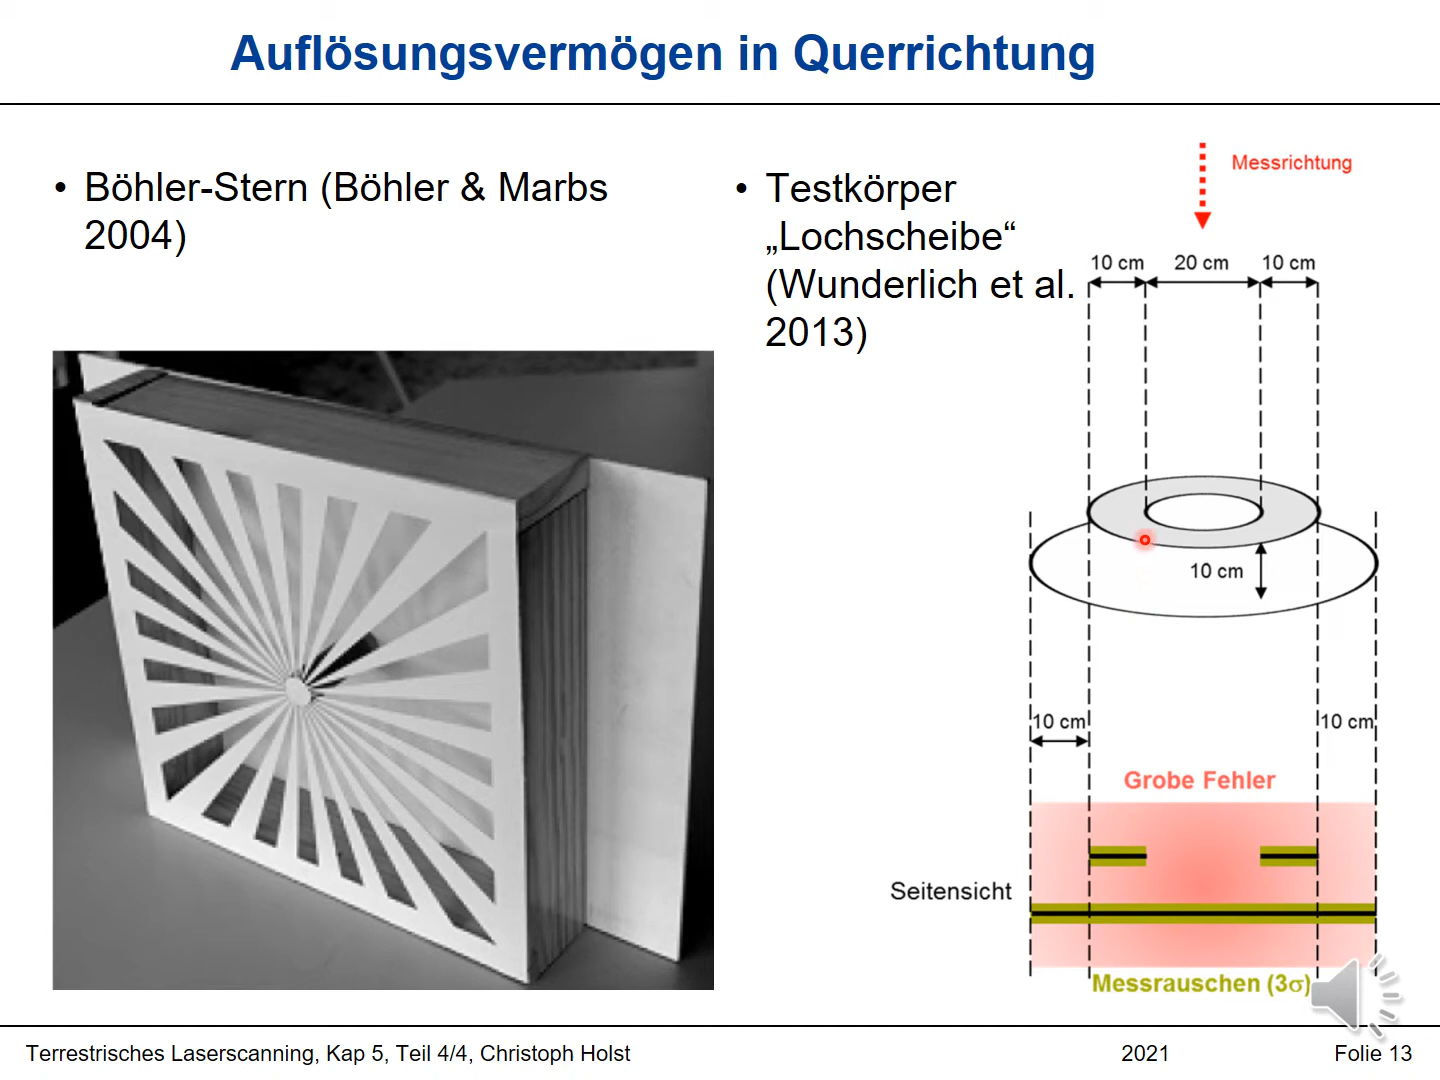 Auflösungsvermögen in Querrichtung
• Böhler-Stern (Böhler & Marbs
2004)
• Testkörper
„Lochscheibe“
(Wunderlich et al.
2013)
Messrichtung
10 cm
20 cm
10 cm
10 cm
10 cm
10 cm
Grobe Fehler
Seitensicht
Messrauschen (3σ)
Terrestrisches Laserscanning, Kap 5, Teil 4/4, Christoph Holst
2021
Folie 13